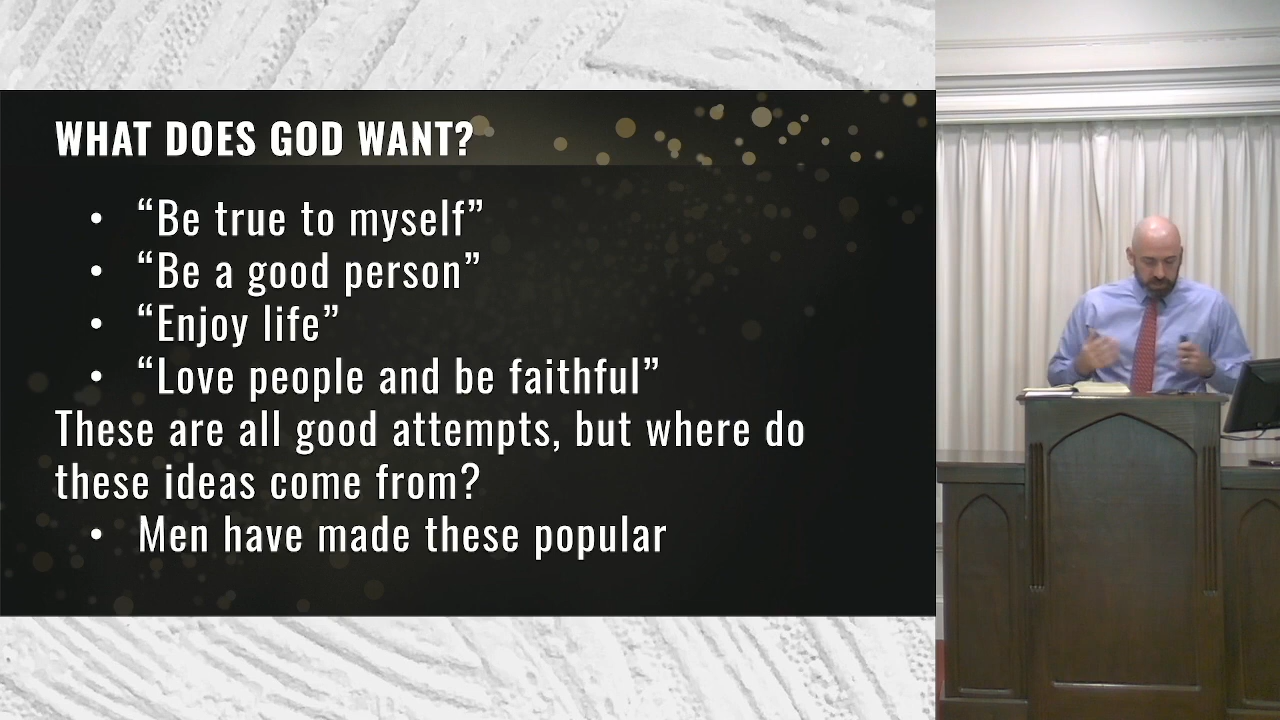 WHAT DOES GOD WANT?
• “Be true to myself”
• “Be a good person”
• “Enjoy life”
• “Love people and be faithful”
These are all good attempts, but where do
these ideas come from?
• Men have made these popular